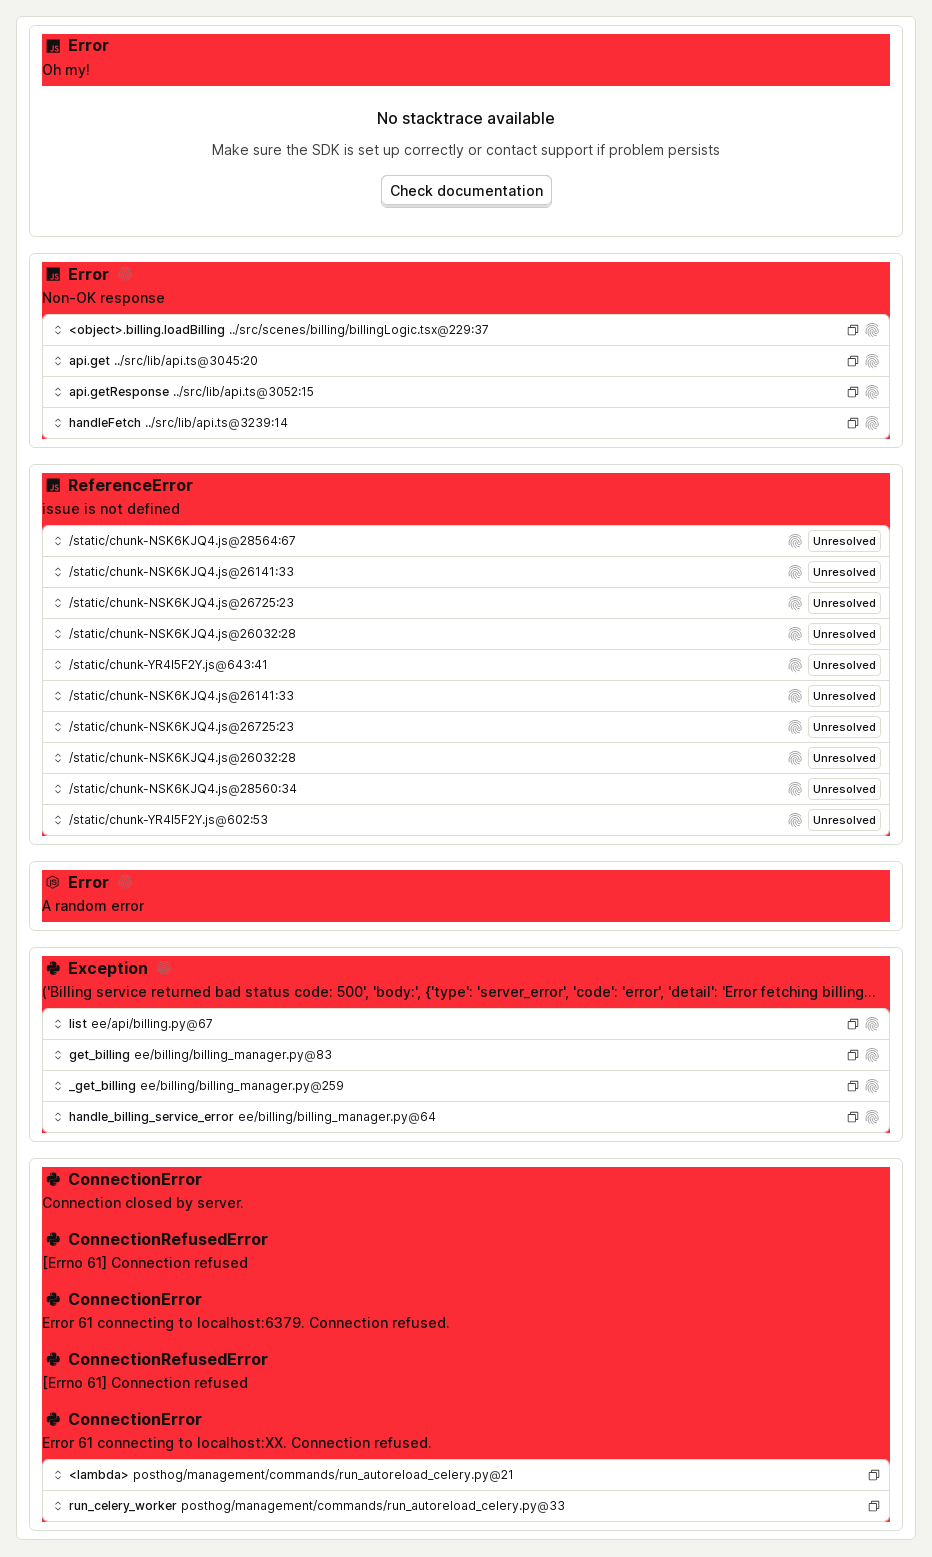 Error
Oh my!
No stacktrace available
Make sure the SDK is set up correctly or contact support if problem persists
Check documentation
Error
Non-OK response
<object>.billing.loadBilling ../src/scenes/billing/billingLogic.tsx@229:37
api.get ../src/lib/api.ts@3045:20
api.getResponse ../src/lib/api.ts@3052:15
handleFetch ../src/lib/api.ts@3239:14
ReferenceError
issue is not defined
/static/chunk-NSK6KJQ4.js@28564:67 Unresolved
/static/chunk-NSK6KJQ4.js@26141:33 Unresolved
/static/chunk-NSK6KJQ4.js@26725:23 Unresolved
/static/chunk-NSK6KJQ4.js@26032:28 Unresolved
/static/chunk-YR4I5F2Y.js@643:41 Unresolved
/static/chunk-NSK6KJQ4.js@26141:33 Unresolved
/static/chunk-NSK6KJQ4.js@26725:23 Unresolved
/static/chunk-NSK6KJQ4.js@26032:28 Unresolved
/static/chunk-NSK6KJQ4.js@28560:34 Unresolved
/static/chunk-YR4I5F2Y.js@602:53 Unresolved
Error
A random error
Exception
('Billing service returned bad status code: 500', 'body:', {'type': 'server_error', 'code': 'error', 'detail': 'Error fetching billing...
list ee/api/billing.py@67
get_billing ee/billing/billing_manager.py@83
_get_billing ee/billing/billing_manager.py@259
handle_billing_service_error ee/billing/billing_manager.py@64
ConnectionError
Connection closed by server.
ConnectionRefusedError
[Errno 61] Connection refused
ConnectionError
Error 61 connecting to localhost:6379. Connection refused.
ConnectionRefusedError
[Errno 61] Connection refused
ConnectionError
Error 61 connecting to localhost:XX. Connection refused.
<lambda> posthog/management/commands/run_autoreload_celery.py@21
run_celery_worker posthog/management/commands/run_autoreload_celery.py@33